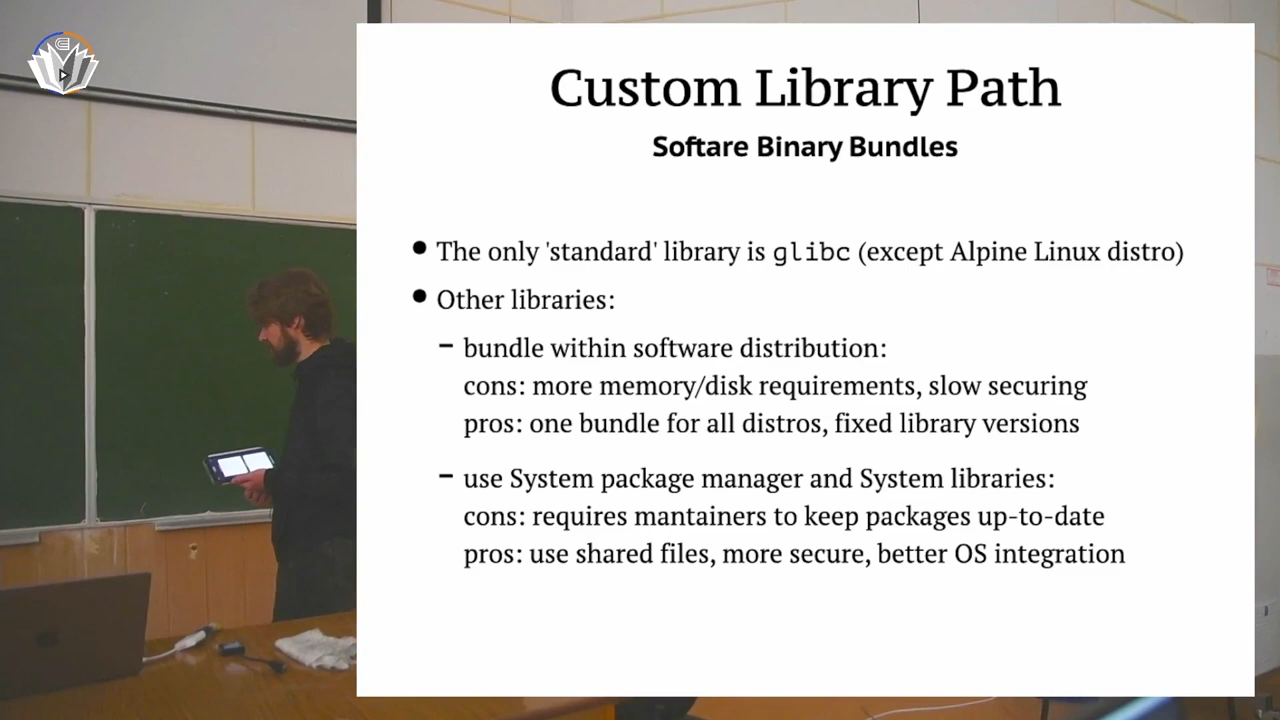 Custom Library Path
Softare Binary Bundles
● The only 'standard' library is glibc (except Alpine Linux distro)
● Other libraries:
– bundle within software distribution:
cons: more memory/disk requirements, slow securing
pros: one bundle for all distros, fixed library versions
– use System package manager and System libraries:
cons: requires mantainers to keep packages up-to-date
pros: use shared files, more secure, better OS integration